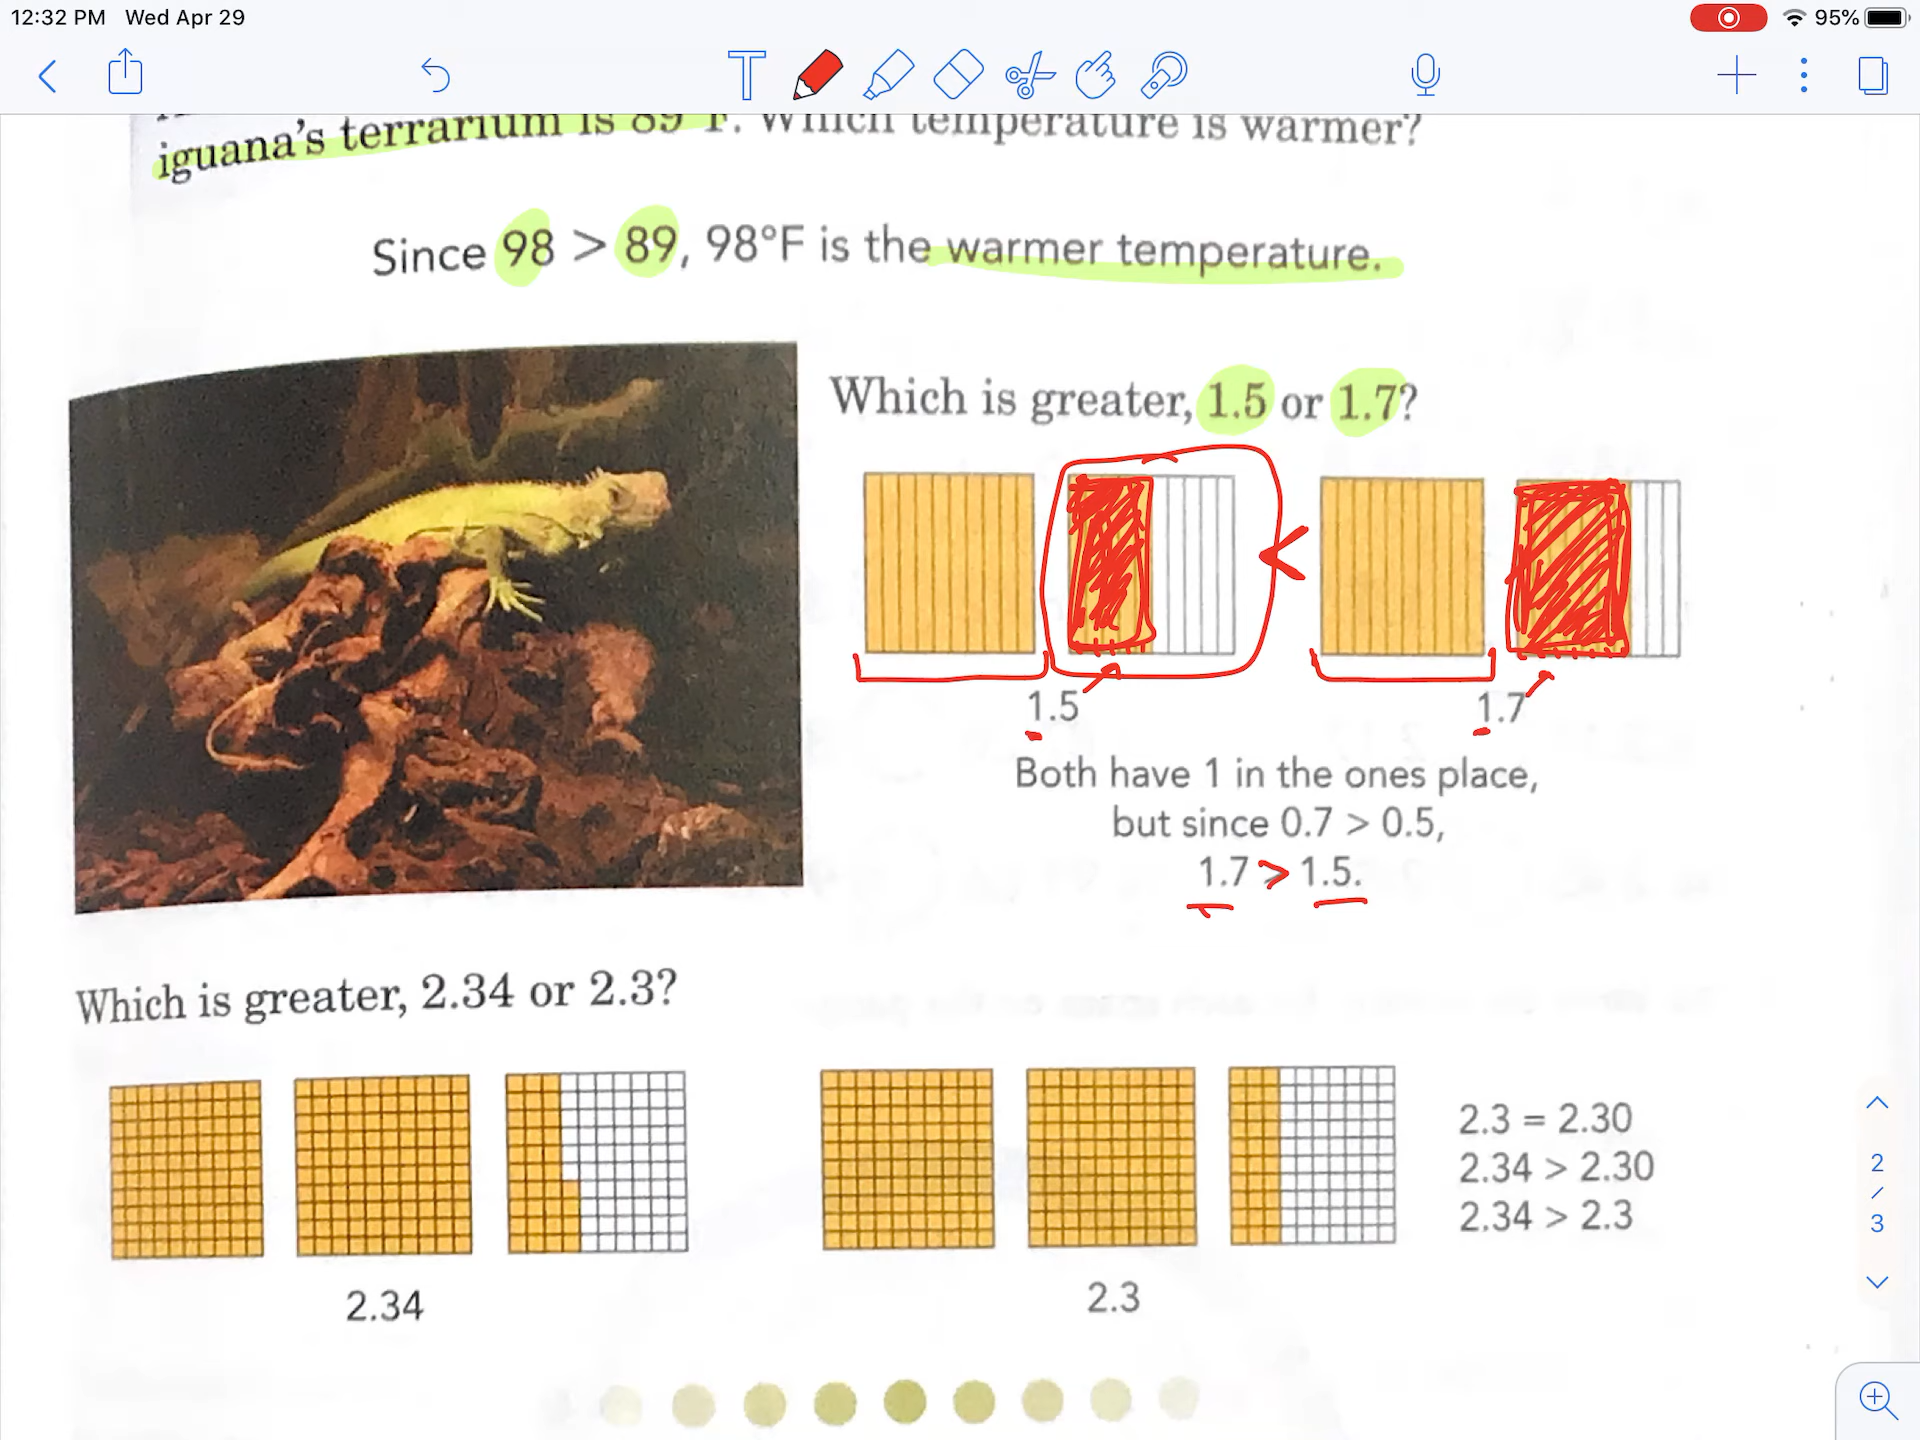 12:32 PM Wed Apr 29
95%
T
iguana's terrarium is 89°F. Which temperature is warmer?
Since 98 > 89, 98°F is the warmer temperature.
Which is greater, 1.5 or 1.7?
<
1.5
1.7
Both have 1 in the ones place,
but since 0.7 > 0.5,
1.7 > 1.5.
Which is greater, 2.34 or 2.3?
2.3 = 2.30
2.34 > 2.30
2.34 > 2.3
2.34
2.3
2
/
3